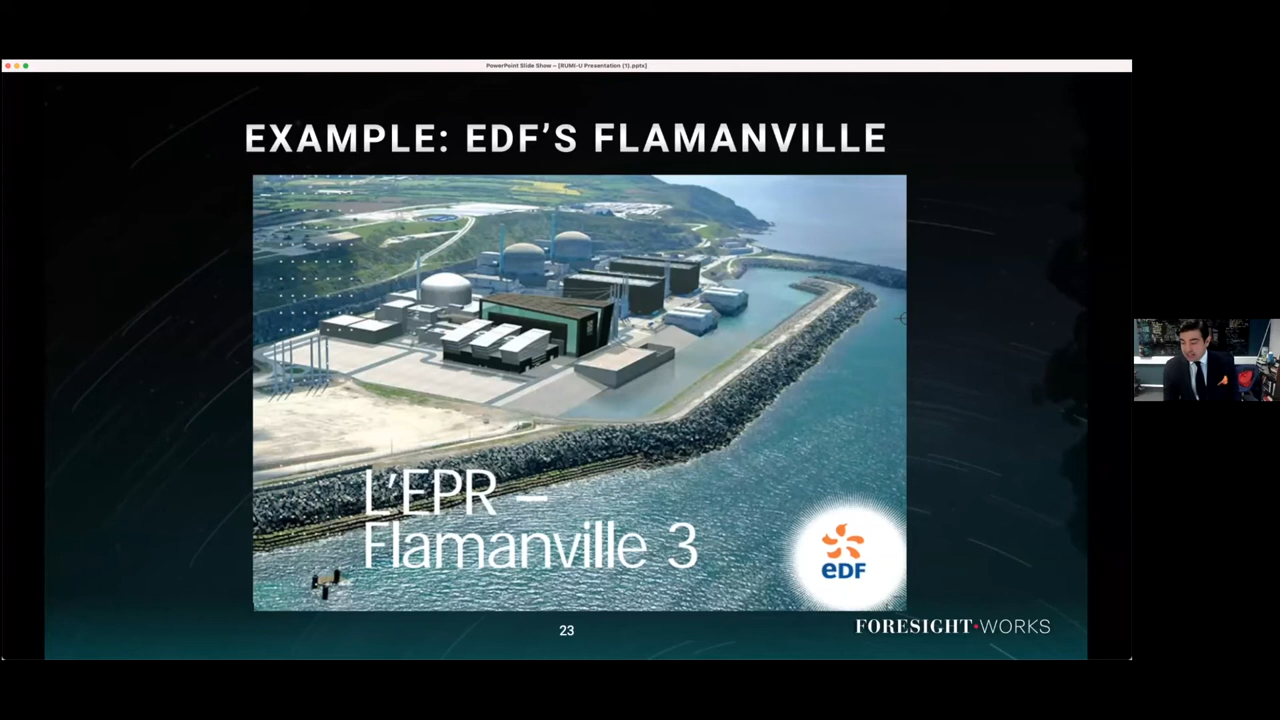 PowerPoint Slide Show – [RUMI-U Presentation (1).pptx]
EXAMPLE: EDF'S FLAMANVILLE
L'EPR –
Flamanville 3
eDF
23
FORESIGHT·WORKS